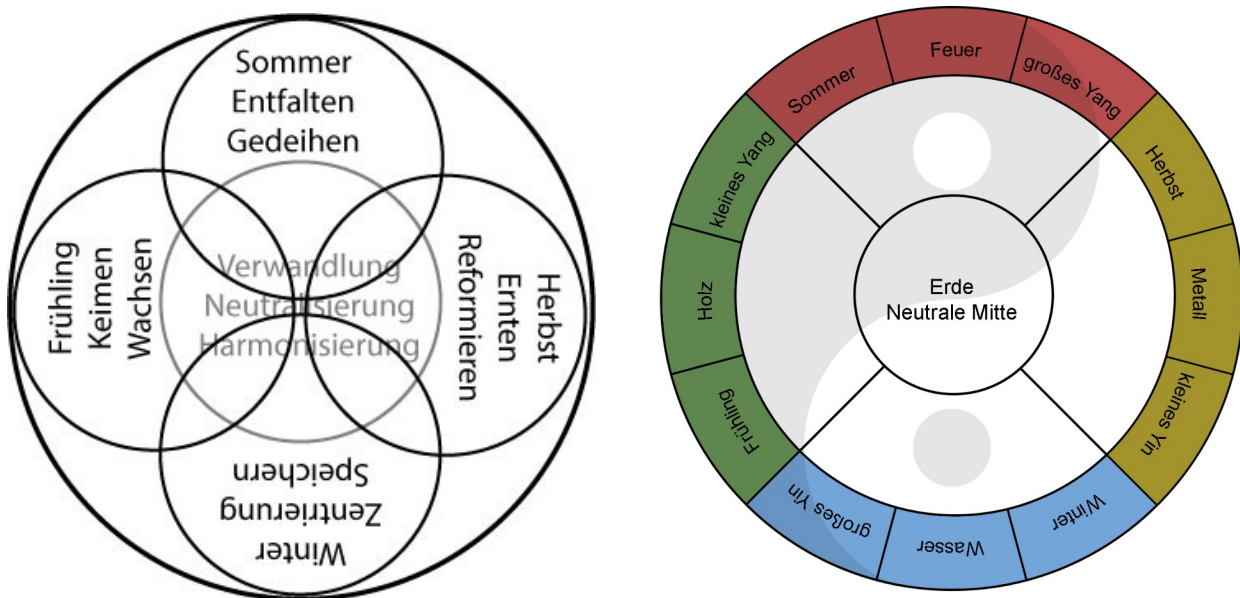 Sommer
Entfalten
Gedeihen
Frühling
Keimen
Wachsen
Verwandlung
Neutralisierung
Harmonisierung
Herbst
Ernten
Reformieren
Winter
Zentrierung
Speichern
Sommer
Feuer
großes Yang
Herbst
Metall
kleines Yin
Winter
Wasser
großes Yin
Frühling
Holz
kleines Yang
Erde
Neutrale Mitte